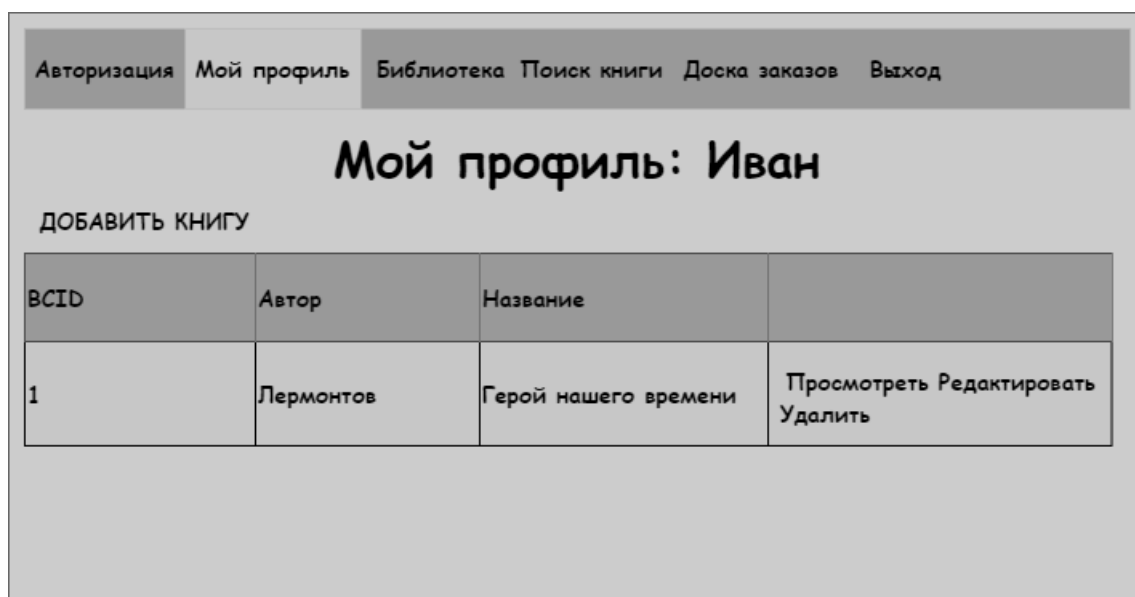 Авторизация Мой профиль Библиотека Поиск книги Доска заказов Выход
Мой профиль: Иван
ДОБАВИТЬ КНИГУ
BCID Автор Название
1 Лермонтов Герой нашего времени Просмотреть Редактировать
Удалить